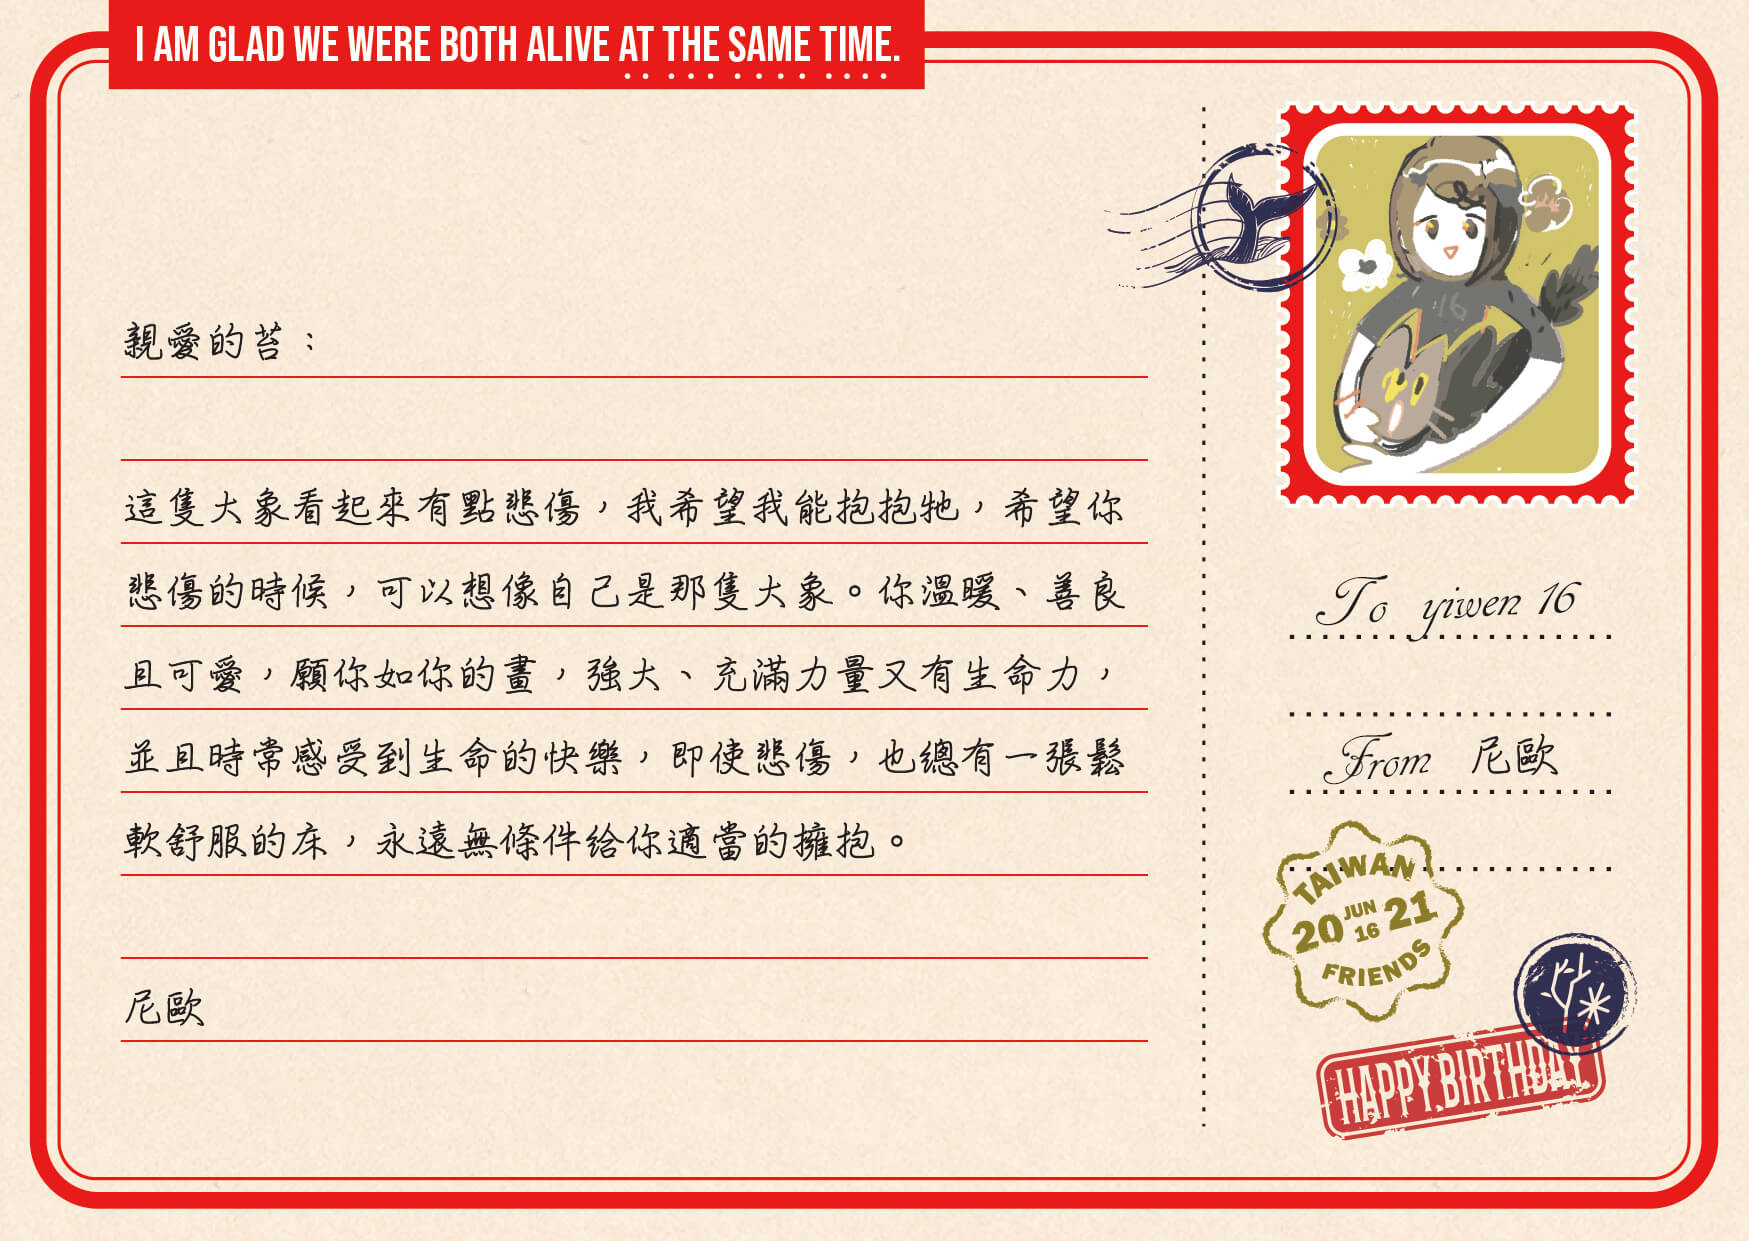 I AM GLAD WE WERE BOTH ALIVE AT THE SAME TIME.
親愛的苔：
這隻大象看起來有點悲傷，我希望我能抱抱牠，希望你
悲傷的時候，可以想像自己是那隻大象。你溫暖、善良
且可愛，願你如你的畫，強大、充滿力量又有生命力，
並且時常感受到生命的快樂，即使悲傷，也總有一張鬆
軟舒服的床，永遠無條件給你適當的擁抱。
尼歐
16
To yiwen 16
From 尼歐
TAIWAN
20 JUN 16 21
FRIENDS
HAPPY BIRTHDAY